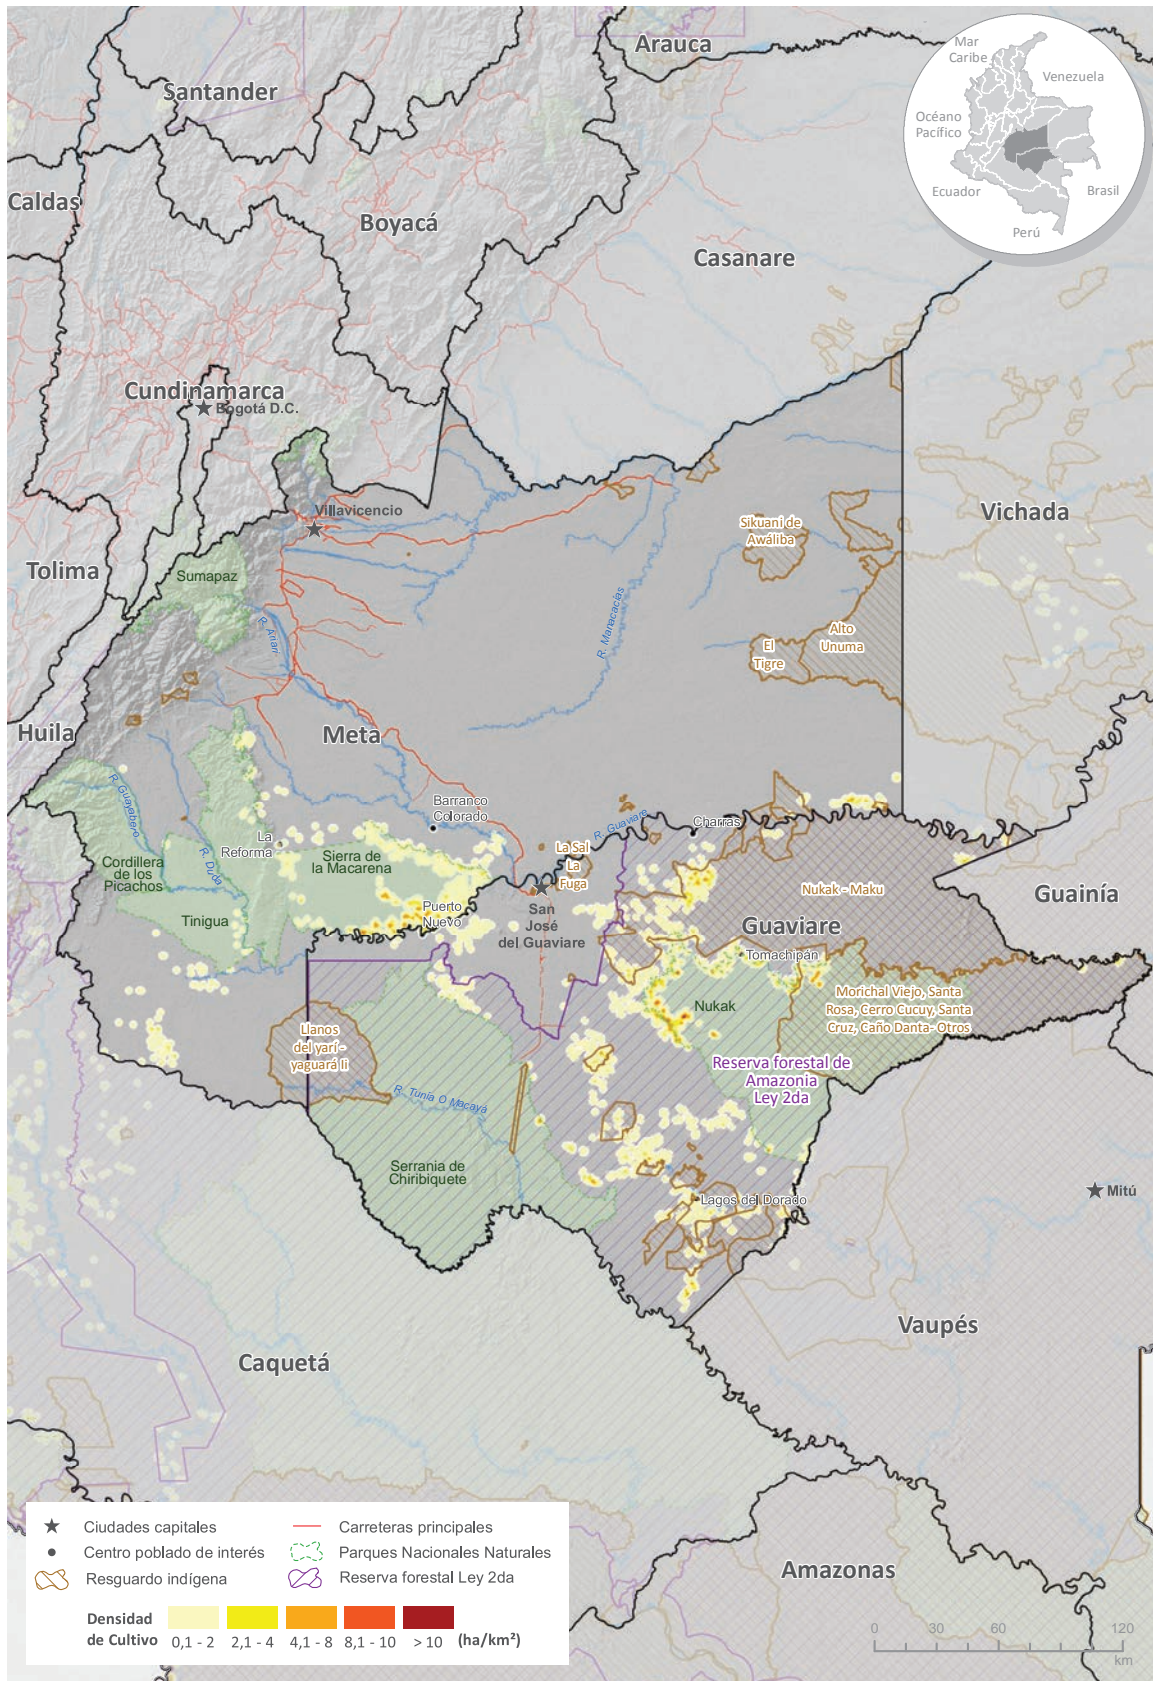 Arauca
Mar
Caribe
Venezuela
Océano
Pacífico
Ecuador
Brasil
Perú
Santander
Caldas
Boyacá
Casanare
Cundinamarca
Bogotá D.C.
Villavicencio
Vichada
Sikuani de
Awáliba
Tolima
Sumapaz
R. Ariari
R. Manacacías
Alto
Unuma
El
Tigre
Huila
Meta
R. Guayabero
R. Duda
Barranco
Colorado
R. Guaviare
Charras
La
Reforma
La Sal
La
Fuga
Cordillera
de los
Picachos
Sierra de
la Macarena
Nukak - Maku
Guainía
Tinigua
Puerto
Nuevo
San
José
del Guaviare
Guaviare
Tomachipán
Nukak
Morichal Viejo, Santa
Rosa, Cerro Cucuy, Santa
Cruz, Caño Danta- Otros
Llanos
del yarí -
yaguará Ii
Reserva forestal de
Amazonia
Ley 2da
R. Tunia O Macayá
Serrania de
Chiribiquete
Lagos del Dorado
Mitú
Vaupés
Caquetá
Amazonas
Ciudades capitales
Centro poblado de interés
Resguardo indígena
Carreteras principales
Parques Nacionales Naturales
Reserva forestal Ley 2da
Densidad
de Cultivo
0,1 - 2
2,1 - 4
4,1 - 8
8,1 - 10
> 10
(ha/km²)
0
30
60
120
km